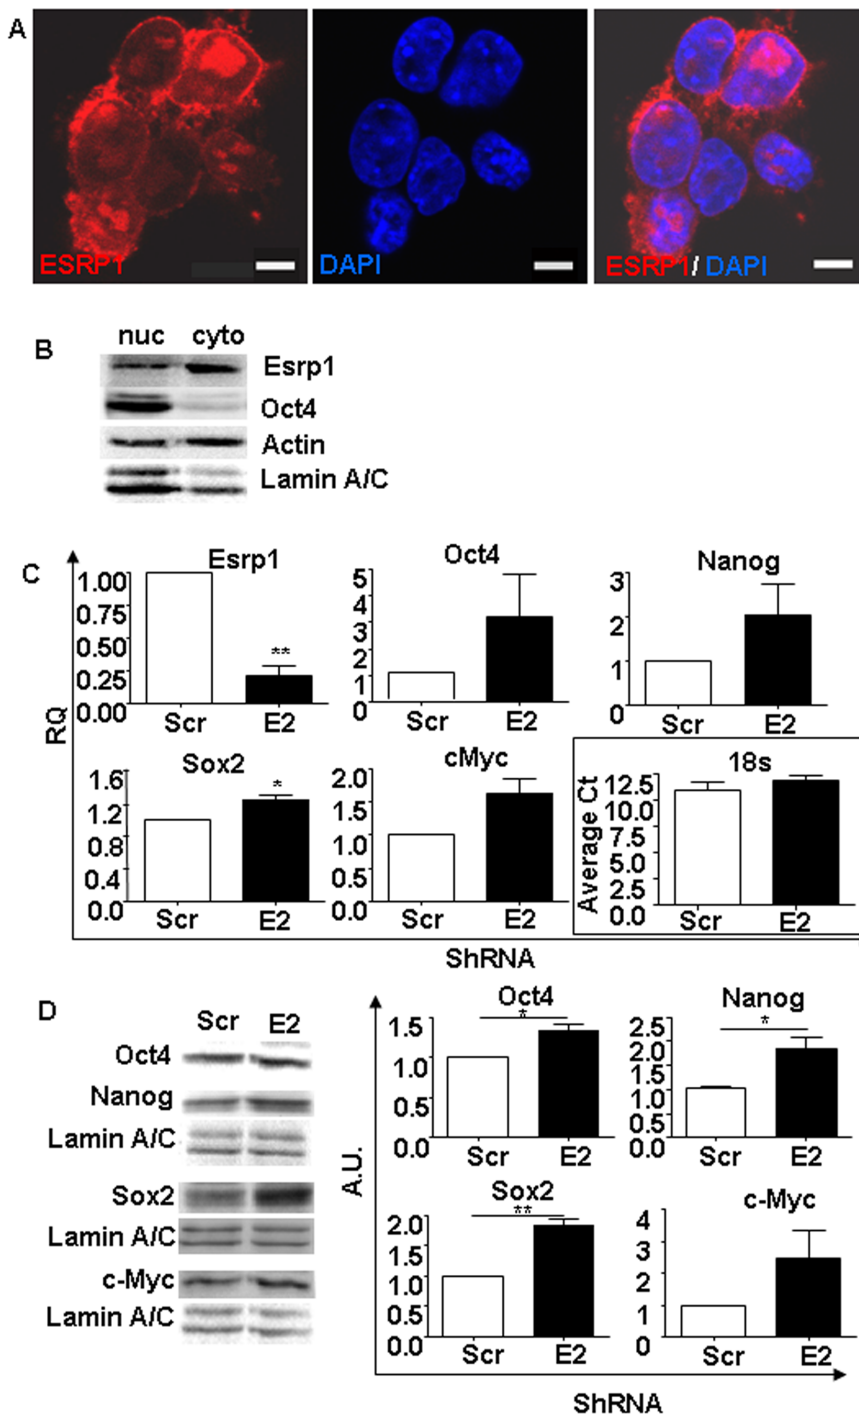 A
ESRP1
DAPI
ESRP1/ DAPI
B
nuc cyto
Esrp1
Oct4
Actin
Lamin A/C
C
RQ
Esrp1
1.00
0.75
0.50
0.25
0.00
**
Scr E2
Oct4
5
4
3
2
1
0
Scr E2
Nanog
3
2
1
0
Scr E2
Sox2
1.6
1.2
0.8
0.4
0.0
*
Scr E2
cMyc
2.0
1.5
1.0
0.5
0.0
Scr E2
18s
Average Ct
12.5
10.0
7.5
5.0
2.5
0.0
Scr E2
ShRNA
D
Scr E2
Oct4
Nanog
Lamin A/C
Sox2
Lamin A/C
c-Myc
Lamin A/C
A.U.
Oct4
1.5
1.0
0.5
0.0
*
Scr E2
Nanog
2.5
2.0
1.5
1.0
0.5
0.0
*
Scr E2
Sox2
2.0
1.5
1.0
0.5
0.0
**
Scr E2
c-Myc
4
3
2
1
0
Scr E2
ShRNA